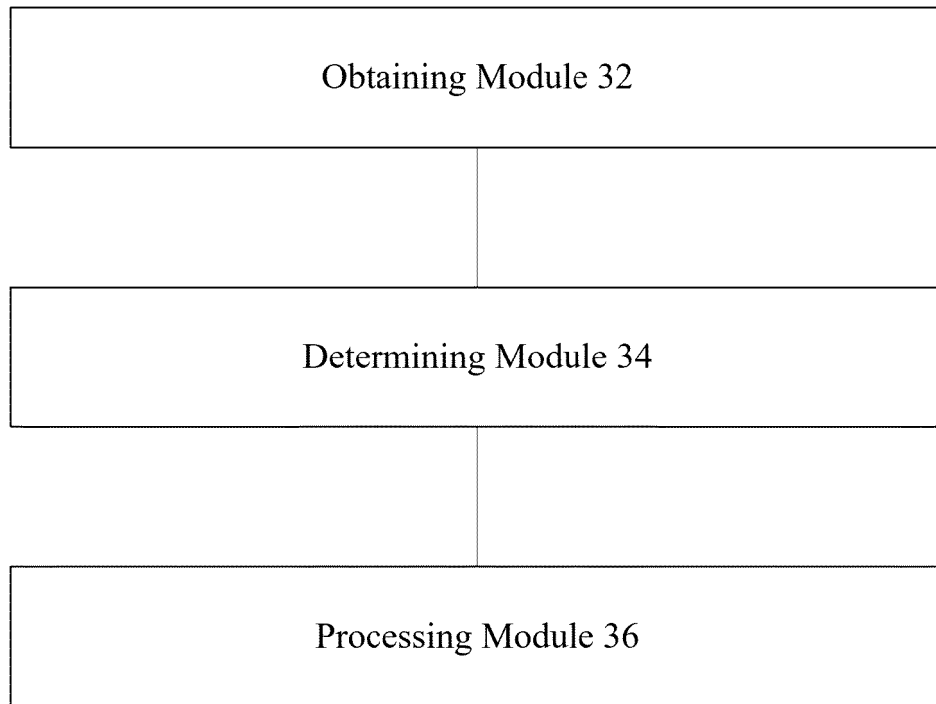 Obtaining Module 32
Determining Module 34
Processing Module 36